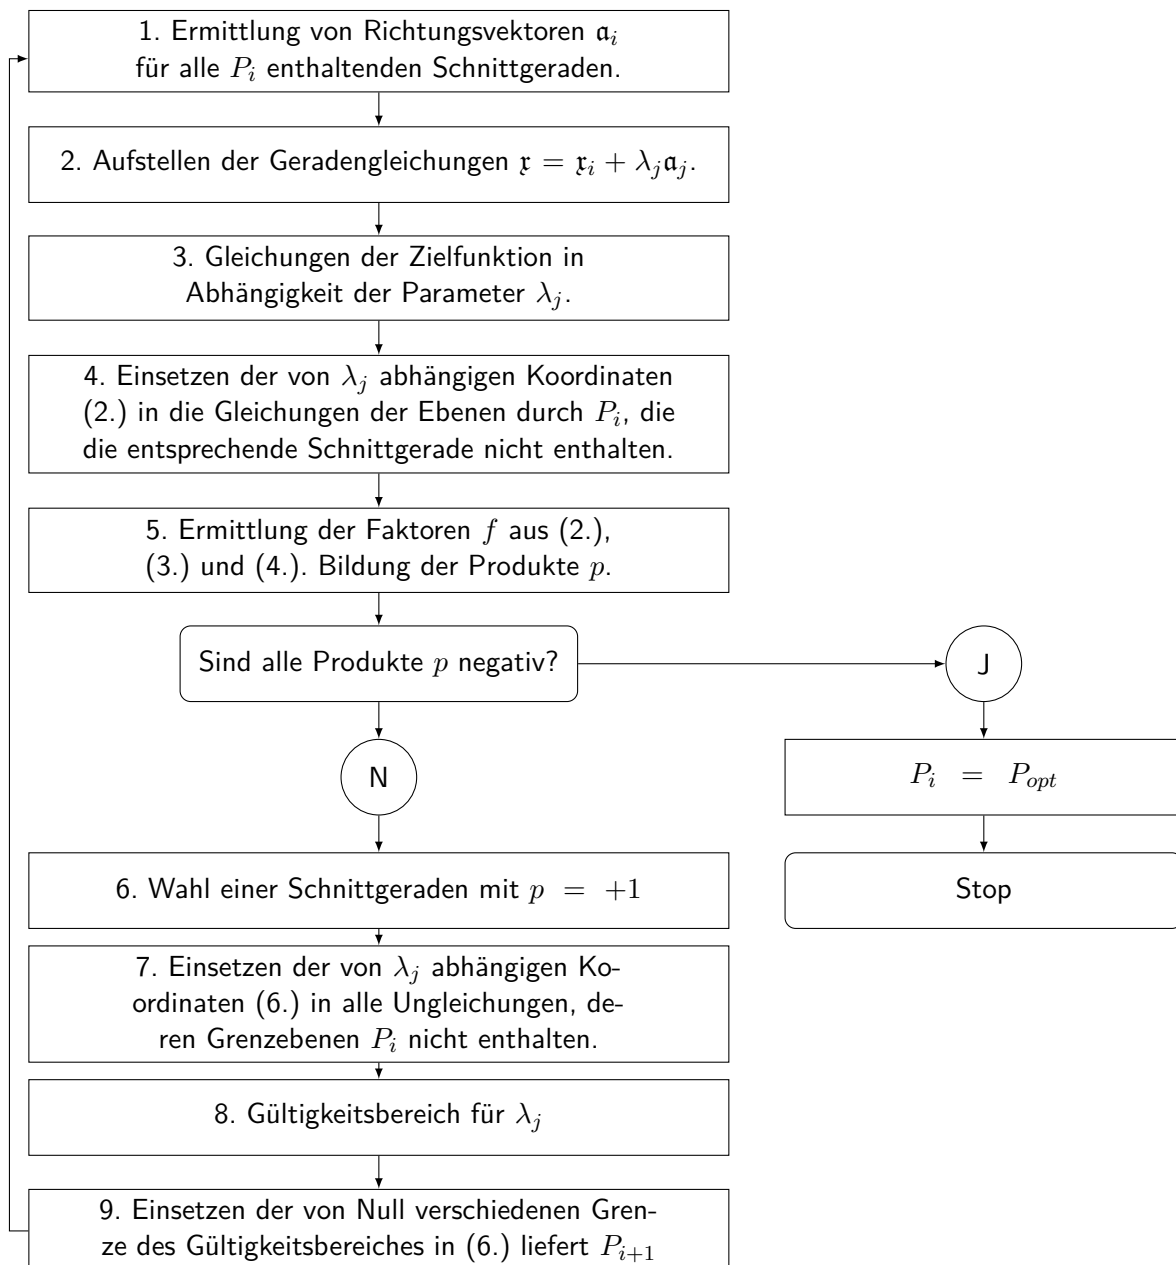 1. Ermittlung von Richtungsvektoren 𝔞ᵢ
für alle Pᵢ enthaltenden Schnittgeraden.
2. Aufstellen der Geradengleichungen 𝔵 = 𝔵ᵢ + λⱼ𝔞ⱼ.
3. Gleichungen der Zielfunktion in
Abhängigkeit der Parameter λⱼ.
4. Einsetzen der von λⱼ abhängigen Koordinaten
(2.) in die Gleichungen der Ebenen durch Pᵢ, die
die entsprechende Schnittgerade nicht enthalten.
5. Ermittlung der Faktoren f aus (2.),
(3.) und (4.). Bildung der Produkte p.
Sind alle Produkte p negativ?
J
N
Pᵢ = P_{opt}
6. Wahl einer Schnittgeraden mit p = +1
Stop
7. Einsetzen der von λⱼ abhängigen Ko-
ordinaten (6.) in alle Ungleichungen, de-
ren Grenzebenen Pᵢ nicht enthalten.
8. Gültigkeitsbereich für λⱼ
9. Einsetzen der von Null verschiedenen Gren-
ze des Gültigkeitsbereiches in (6.) liefert Pᵢ₊₁